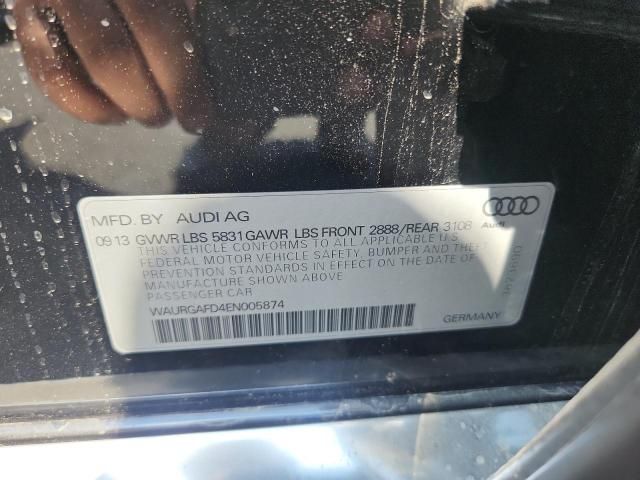 MFD. BY AUDI AG
09 13 GVWR LBS 5831 GAWR LBS FRONT 2888/REAR 3108
THIS VEHICLE CONFORMS TO ALL APPLICABLE U.S.
FEDERAL MOTOR VEHICLE SAFETY, BUMPER AND THEFT
PREVENTION STANDARDS IN EFFECT ON THE DATE OF
MANUFACTURE SHOWN ABOVE
PASSENGER CAR
WAURGAFD4EN005874
GERMANY
Audi